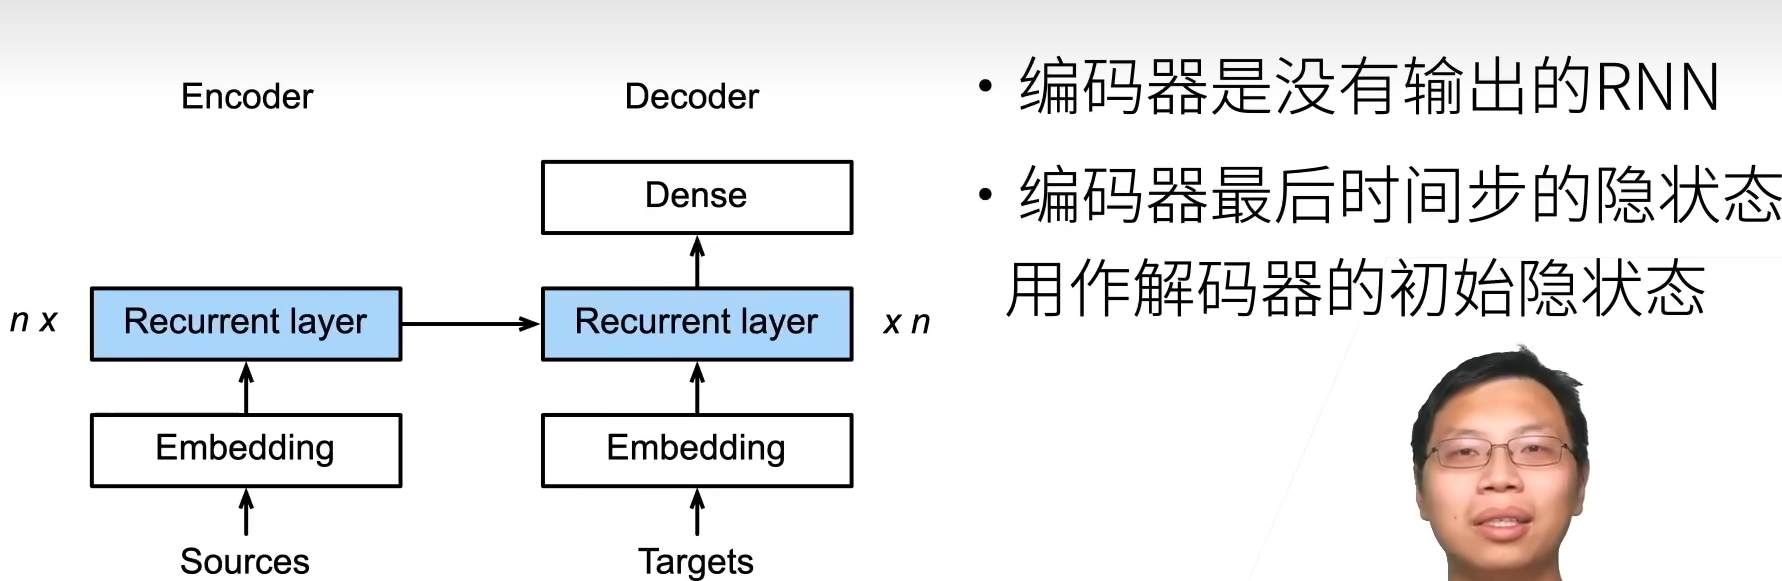 Encoder
Decoder
Dense
n x
Recurrent layer
Recurrent layer
x n
Embedding
Embedding
Sources
Targets
• 编码器是没有输出的RNN
• 编码器最后时间步的隐状态
用作解码器的初始隐状态